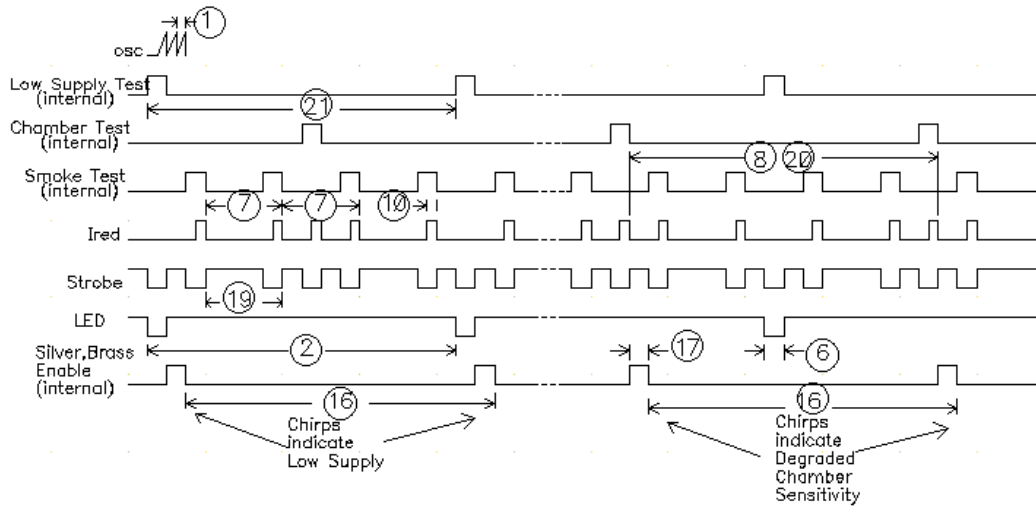 1
osc
Low Supply Test
(internal)
21
Chamber Test
(internal)
8 20
Smoke Test
(internal)
7 7 10
Ired
Strobe
19
LED
Silver,Brass
Enable
(internal)
2 17 6
16 16
Chirps
indicate
Low Supply
Chirps
indicate
Degraded
Chamber
Sensitivity